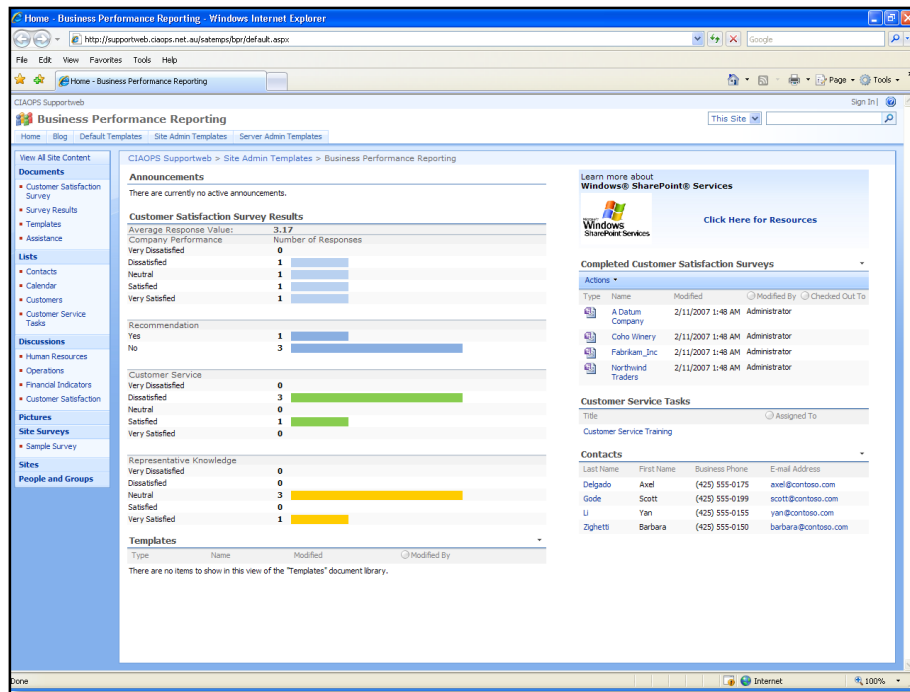 Home - Business Performance Reporting - Windows Internet Explorer
http://supportweb.ciaops.net.au/satemps/bpr/default.aspx
Google
File Edit View Favorites Tools Help
Home - Business Performance Reporting
Page Tools
CIAOPS Supportweb
Sign In |
Business Performance Reporting
This Site
Home Blog Default Templates Site Admin Templates Server Admin Templates
View All Site Content
Documents
Customer Satisfaction
Survey
Survey Results
Templates
Assistance
Lists
Contacts
Calendar
Customers
Customer Service
Tasks
Discussions
Human Resources
Operations
Financial Indicators
Customer Satisfaction
Pictures
Site Surveys
Sample Survey
Sites
People and Groups
CIAOPS Supportweb > Site Admin Templates > Business Performance Reporting
Announcements
There are currently no active announcements.
Customer Satisfaction Survey Results
Average Response Value: 3.17
Company Performance Number of Responses
Very Dissatisfied 0
Dissatisfied 1
Neutral 1
Satisfied 1
Very Satisfied 1
Recommendation
Yes 1
No 3
Customer Service
Very Dissatisfied 0
Dissatisfied 3
Neutral 0
Satisfied 1
Very Satisfied 0
Representative Knowledge
Very Dissatisfied 0
Dissatisfied 0
Neutral 3
Satisfied 0
Very Satisfied 1
Templates
Type Name Modified Modified By
There are no items to show in this view of the "Templates" document library.
Learn more about
Windows® SharePoint® Services
Windows
SharePoint Services
Click Here for Resources
Completed Customer Satisfaction Surveys
Actions
Type Name Modified Modified By Checked Out To
A Datum
Company 2/11/2007 1:48 AM Administrator
Coho Winery 2/11/2007 1:48 AM Administrator
Fabrikam_Inc 2/11/2007 1:48 AM Administrator
Northwind
Traders 2/11/2007 1:48 AM Administrator
Customer Service Tasks
Title Assigned To
Customer Service Training
Contacts
Last Name First Name Business Phone E-mail Address
Delgado Axel (425) 555-0175 axel@contoso.com
Gode Scott (425) 555-0199 scott@contoso.com
Li Yan (425) 555-0155 yan@contoso.com
Zighetti Barbara (425) 555-0150 barbara@contoso.com
Done
Internet
100%